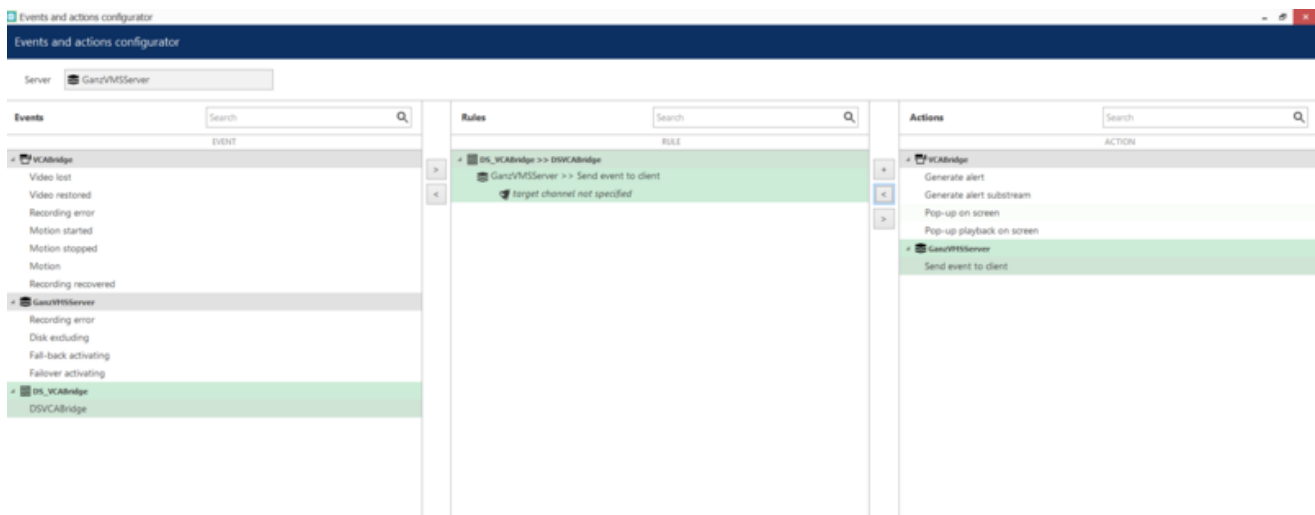 Events and actions configurator
Events and actions configurator
Server GanzVMSServer
Events Search
EVENT
VCABridge
Video lost
Video restored
Recording error
Motion started
Motion stopped
Motion
Recording recovered
GanzVMSServer
Recording error
Disk excluding
Fall-back activating
Failover activating
DS_VCABridge
DSVCABridge
>
<
Rules Search
RULE
DS_VCABridge >> DSVCABridge
GanzVMSServer >> Send event to client
target channel not specified
+
<
>
Actions Search
ACTION
VCABridge
Generate alert
Generate alert substream
Pop-up on screen
Pop-up playback on screen
GanzVMSServer
Send event to client